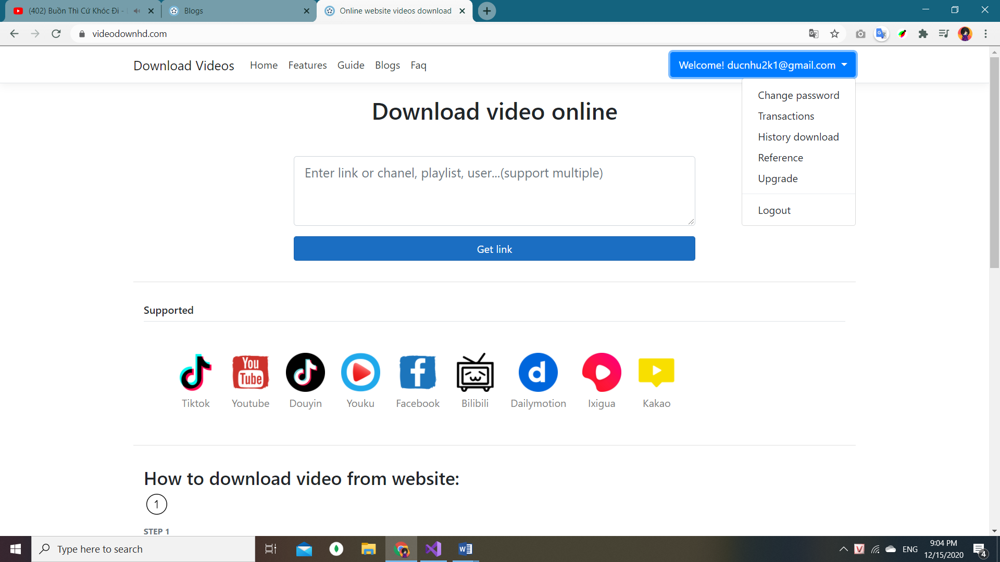 (402) Buồn Thì Cứ Khóc Đi -
Blogs
Online website videos download
videodownhd.com
Download Videos
Home
Features
Guide
Blogs
Faq
Welcome! ducnhu2k1@gmail.com
Change password
Transactions
History download
Reference
Upgrade
Logout
Download video online
Enter link or chanel, playlist, user...(support multiple)
Get link
Supported
You
Tube
Tiktok
Youtube
Douyin
Youku
Facebook
Bilibili
Dailymotion
Ixigua
Kakao
How to download video from website:
1
STEP 1
Type here to search
ENG
9:04 PM
12/15/2020
4